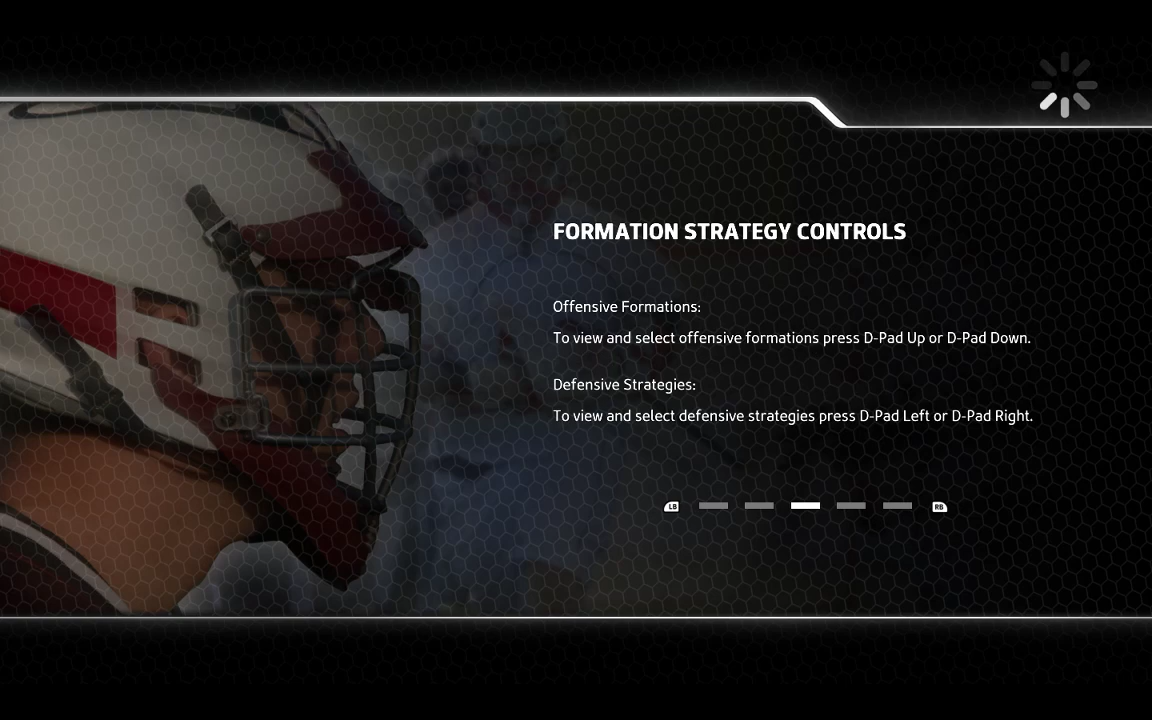 FORMATION STRATEGY CONTROLS
Offensive Formations:
To view and select offensive formations press D-Pad Up or D-Pad Down.
Defensive Strategies:
To view and select defensive strategies press D-Pad Left or D-Pad Right.
LB RB